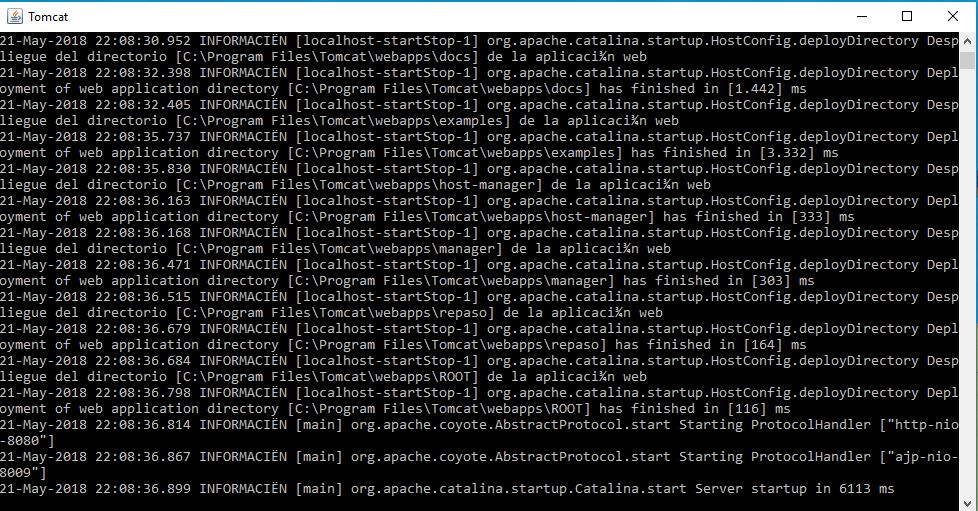 Tomcat
21-May-2018 22:08:30.952 INFORMACIËN [localhost-startStop-1] org.apache.catalina.startup.HostConfig.deployDirectory Desp
liegue del directorio [C:\Program Files\Tomcat\webapps\docs] de la aplicaci¾n web
21-May-2018 22:08:32.398 INFORMACIËN [localhost-startStop-1] org.apache.catalina.startup.HostConfig.deployDirectory Depl
oyment of web application directory [C:\Program Files\Tomcat\webapps\docs] has finished in [1.442] ms
21-May-2018 22:08:32.405 INFORMACIËN [localhost-startStop-1] org.apache.catalina.startup.HostConfig.deployDirectory Desp
liegue del directorio [C:\Program Files\Tomcat\webapps\examples] de la aplicaci¾n web
21-May-2018 22:08:35.737 INFORMACIËN [localhost-startStop-1] org.apache.catalina.startup.HostConfig.deployDirectory Depl
oyment of web application directory [C:\Program Files\Tomcat\webapps\examples] has finished in [3.332] ms
21-May-2018 22:08:35.830 INFORMACIËN [localhost-startStop-1] org.apache.catalina.startup.HostConfig.deployDirectory Desp
liegue del directorio [C:\Program Files\Tomcat\webapps\host-manager] de la aplicaci¾n web
21-May-2018 22:08:36.163 INFORMACIËN [localhost-startStop-1] org.apache.catalina.startup.HostConfig.deployDirectory Depl
oyment of web application directory [C:\Program Files\Tomcat\webapps\host-manager] has finished in [333] ms
21-May-2018 22:08:36.168 INFORMACIËN [localhost-startStop-1] org.apache.catalina.startup.HostConfig.deployDirectory Desp
liegue del directorio [C:\Program Files\Tomcat\webapps\manager] de la aplicaci¾n web
21-May-2018 22:08:36.471 INFORMACIËN [localhost-startStop-1] org.apache.catalina.startup.HostConfig.deployDirectory Depl
oyment of web application directory [C:\Program Files\Tomcat\webapps\manager] has finished in [303] ms
21-May-2018 22:08:36.515 INFORMACIËN [localhost-startStop-1] org.apache.catalina.startup.HostConfig.deployDirectory Desp
liegue del directorio [C:\Program Files\Tomcat\webapps\repaso] de la aplicaci¾n web
21-May-2018 22:08:36.679 INFORMACIËN [localhost-startStop-1] org.apache.catalina.startup.HostConfig.deployDirectory Depl
oyment of web application directory [C:\Program Files\Tomcat\webapps\repaso] has finished in [164] ms
21-May-2018 22:08:36.684 INFORMACIËN [localhost-startStop-1] org.apache.catalina.startup.HostConfig.deployDirectory Desp
liegue del directorio [C:\Program Files\Tomcat\webapps\ROOT] de la aplicaci¾n web
21-May-2018 22:08:36.798 INFORMACIËN [localhost-startStop-1] org.apache.catalina.startup.HostConfig.deployDirectory Depl
oyment of web application directory [C:\Program Files\Tomcat\webapps\ROOT] has finished in [116] ms
21-May-2018 22:08:36.814 INFORMACIËN [main] org.apache.coyote.AbstractProtocol.start Starting ProtocolHandler ["http-nio
-8080"]
21-May-2018 22:08:36.867 INFORMACIËN [main] org.apache.coyote.AbstractProtocol.start Starting ProtocolHandler ["ajp-nio-
8009"]
21-May-2018 22:08:36.899 INFORMACIËN [main] org.apache.catalina.startup.Catalina.start Server startup in 6113 ms